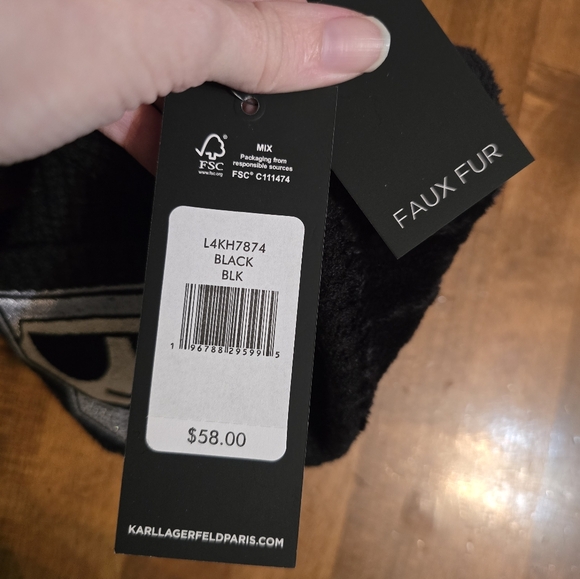 FSC®
www.fsc.org
MIX
Packaging from
responsible sources
FSC® C111474
FAUX FUR
L4KH7874
BLACK
BLK
1 96788 29599 5
$58.00
KARLLAGERFELDPARIS.COM